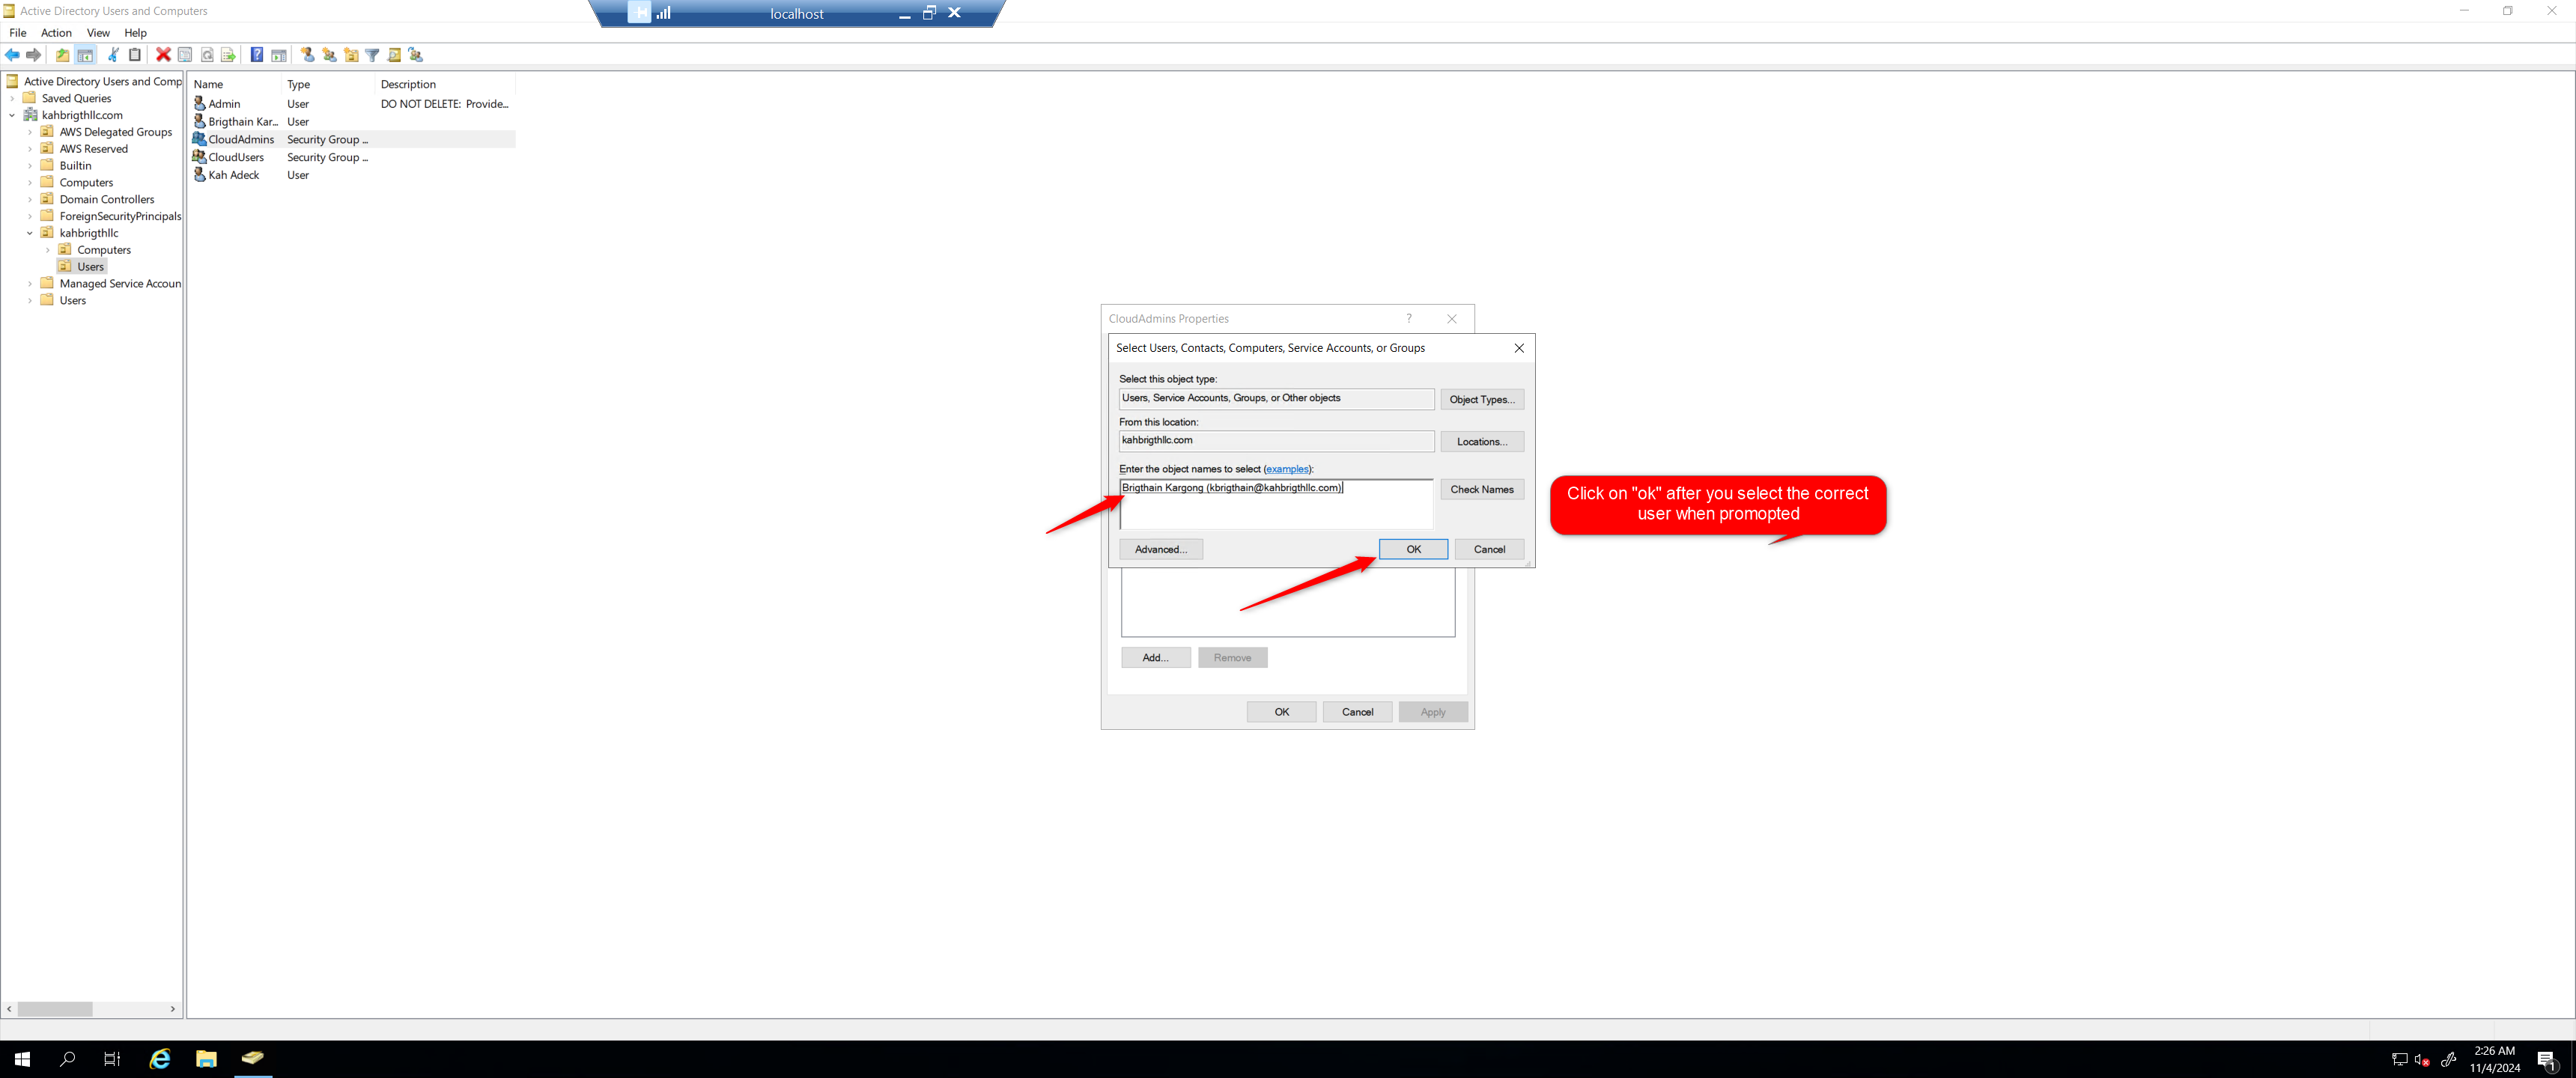 Active Directory Users and Computers
localhost
File Action View Help
Active Directory Users and Comp
Saved Queries
kahbrigthllc.com
AWS Delegated Groups
AWS Reserved
Builtin
Computers
Domain Controllers
ForeignSecurityPrincipals
kahbrigthllc
Computers
Users
Managed Service Accoun
Users
Name Type Description
Admin User DO NOT DELETE: Provide...
Brigthain Kar... User
CloudAdmins Security Group ...
CloudUsers Security Group ...
Kah Adeck User
CloudAdmins Properties
Select Users, Contacts, Computers, Service Accounts, or Groups
Select this object type:
Users, Service Accounts, Groups, or Other objects Object Types...
From this location:
kahbrigthllc.com Locations...
Enter the object names to select (examples):
Brigthain Kargong (kbrigthain@kahbrigthllc.com) Check Names
Advanced... OK Cancel
Add... Remove
OK Cancel Apply
Click on "ok" after you select the correct
user when promopted
2:26 AM
11/4/2024
1